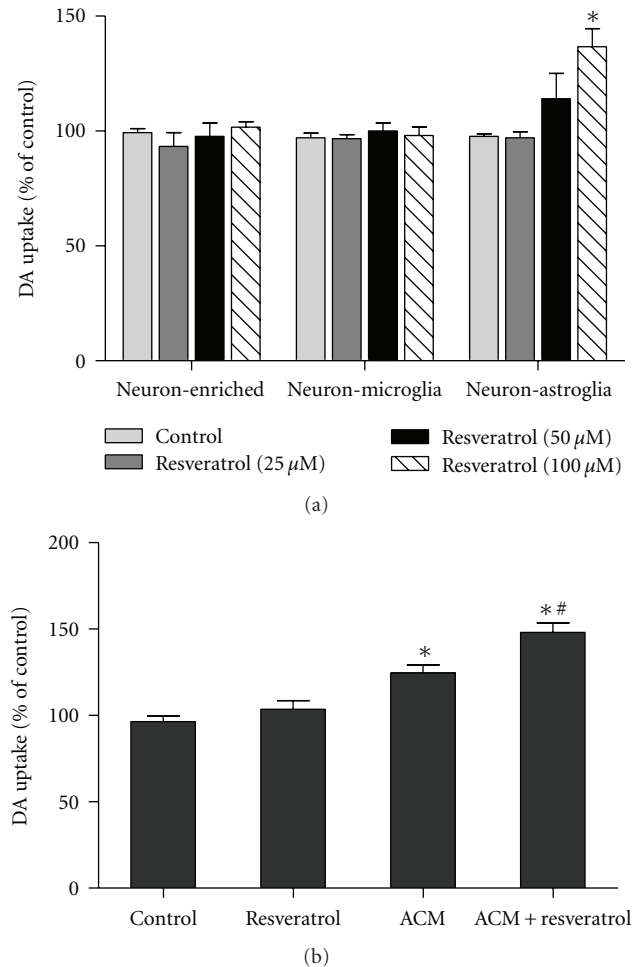 150
*
100
50
0
DA uptake (% of control)
Neuron-enriched Neuron-microglia Neuron-astroglia
Control Resveratrol (50 µM)
Resveratrol (25 µM) Resveratrol (100 µM)
(a)
200
150
100
50
0
DA uptake (% of control)
*
* #
Control Resveratrol ACM ACM + resveratrol
(b)